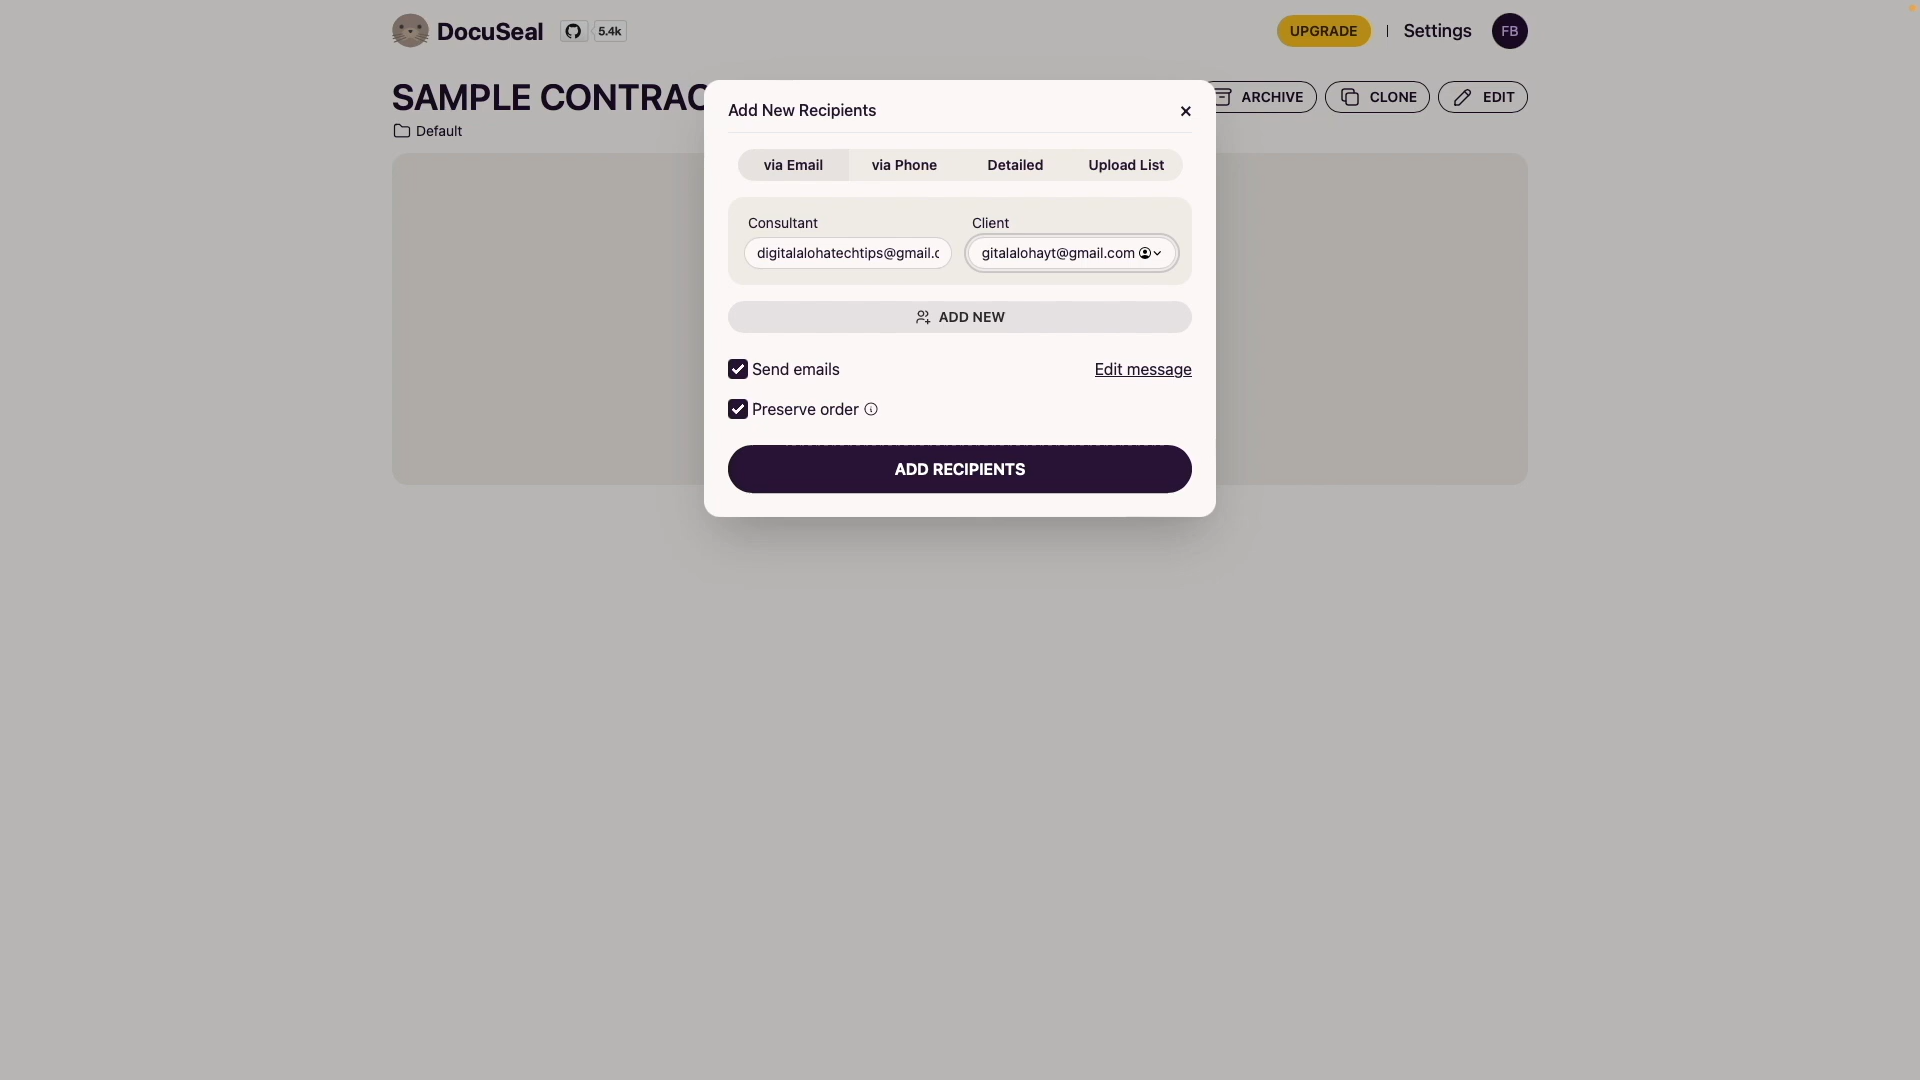 DocuSeal
5.4k
UPGRADE
Settings
FB
SAMPLE CONTRAC
ARCHIVE
CLONE
EDIT
Default
Add New Recipients
via Email
via Phone
Detailed
Upload List
Consultant
Client
digitalalohatechtips@gmail.c
gitalalohayt@gmail.com
ADD NEW
Send emails
Edit message
Preserve order
ADD RECIPIENTS